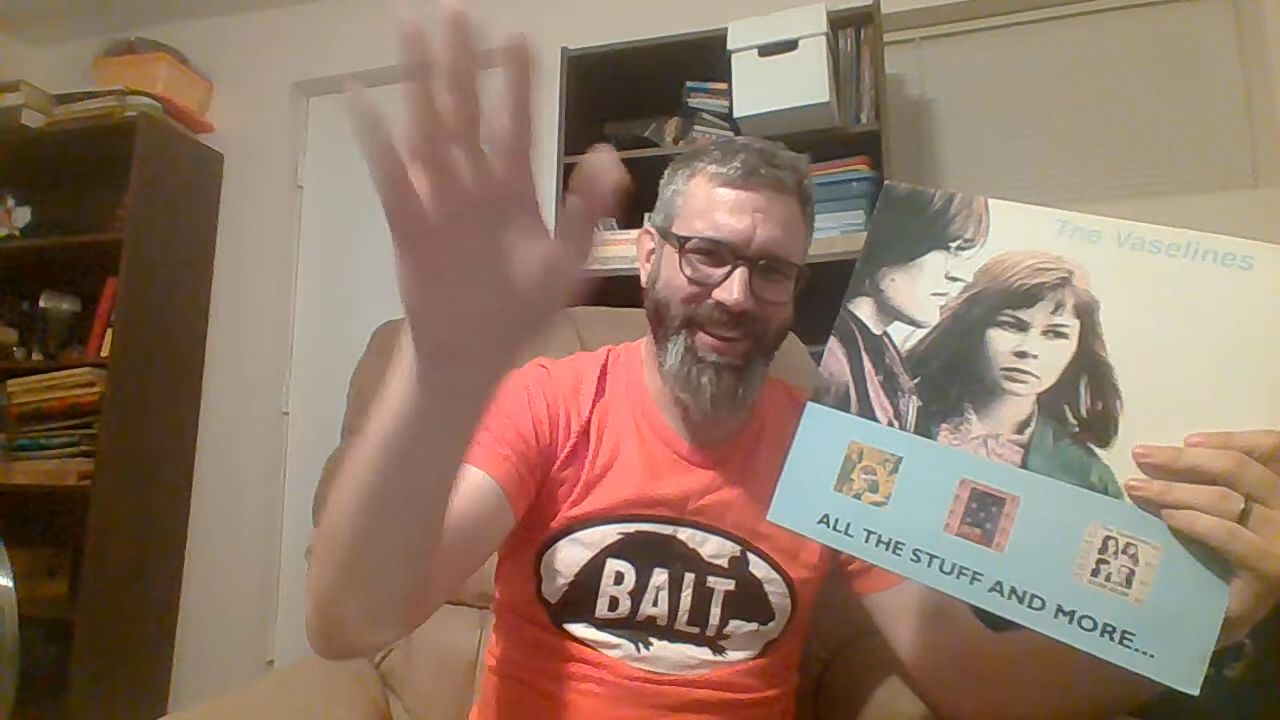 The Vaselines
BALT
ALL THE STUFF AND MORE...